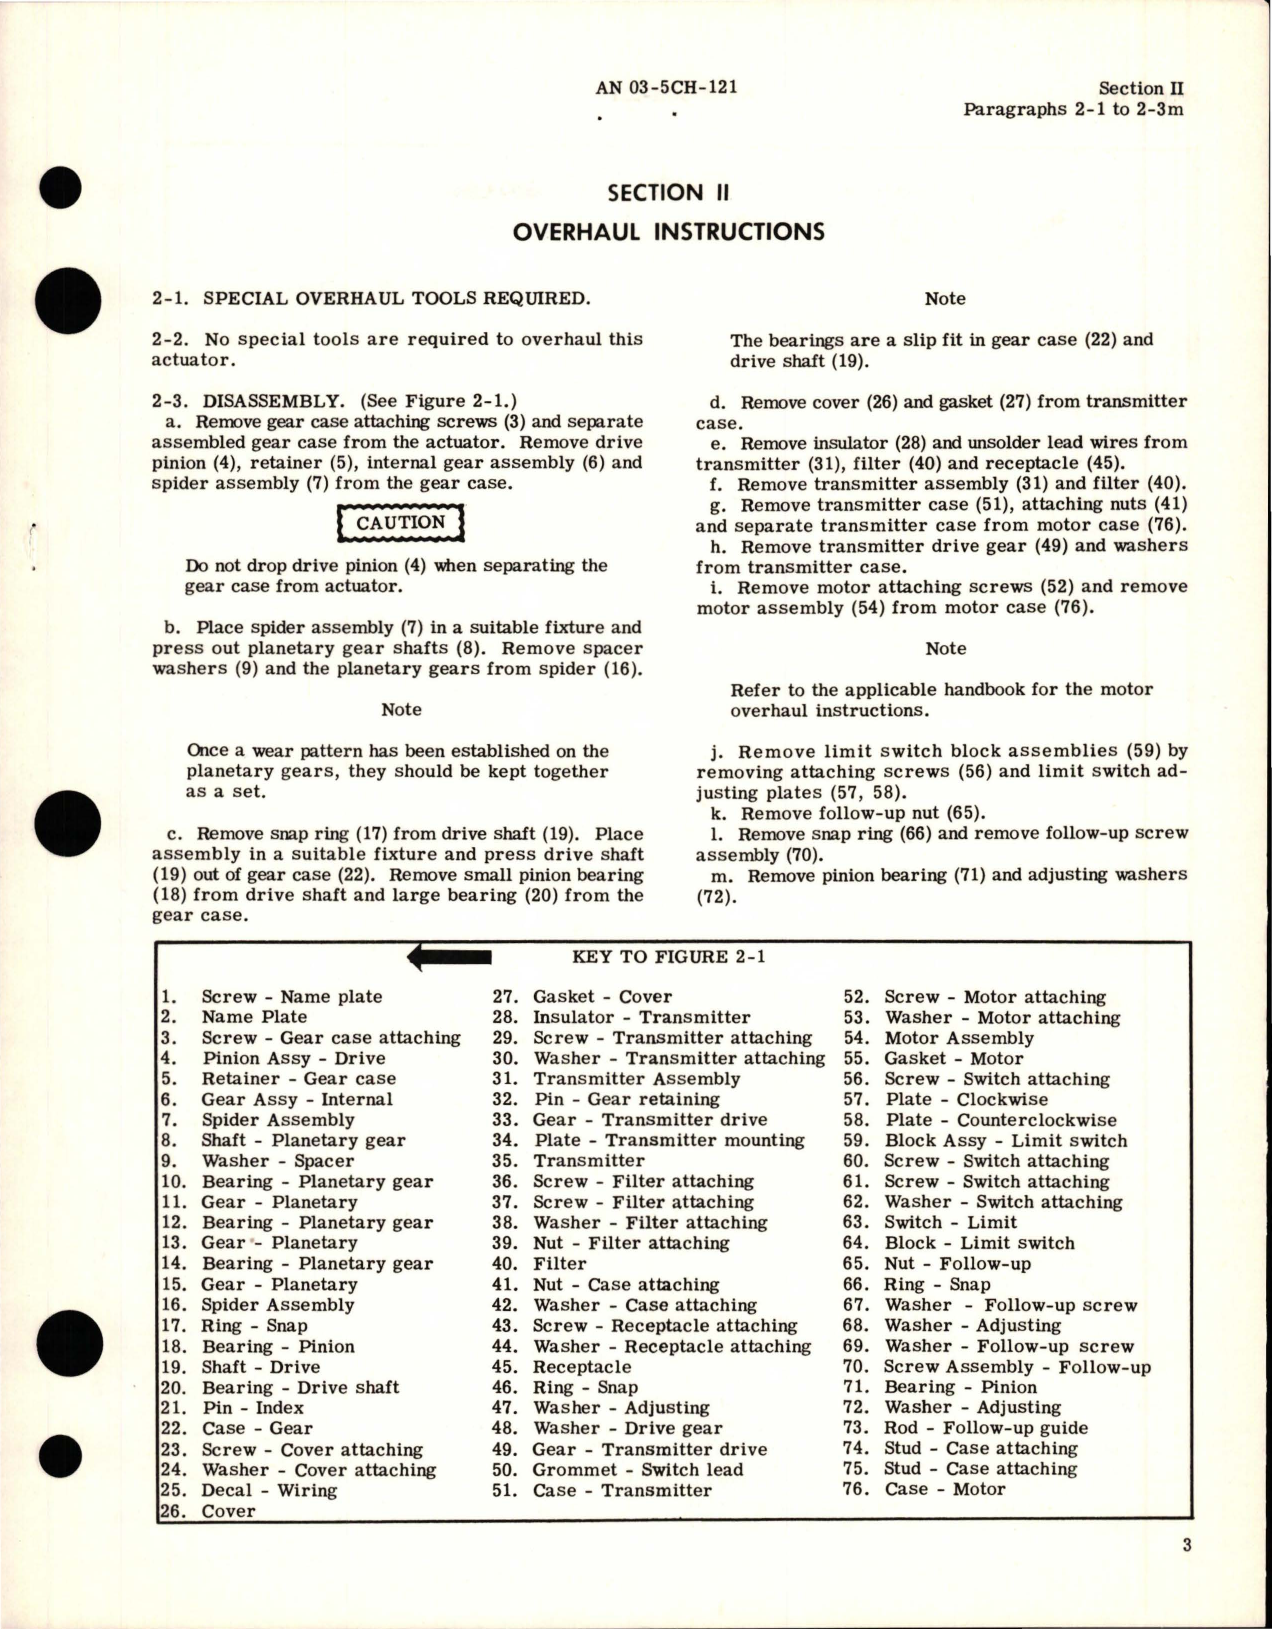 AN 03-5CH-121
Section II
Paragraphs 2-1 to 2-3m
SECTION II
OVERHAUL INSTRUCTIONS
2-1. SPECIAL OVERHAUL TOOLS REQUIRED.
2-2. No special tools are required to overhaul this
actuator.
2-3. DISASSEMBLY. (See Figure 2-1.)
a. Remove gear case attaching screws (3) and separate
assembled gear case from the actuator. Remove drive
pinion (4), retainer (5), internal gear assembly (6) and
spider assembly (7) from the gear case.
CAUTION
Do not drop drive pinion (4) when separating the
gear case from actuator.
b. Place spider assembly (7) in a suitable fixture and
press out planetary gear shafts (8). Remove spacer
washers (9) and the planetary gears from spider (16).
Note
Once a wear pattern has been established on the
planetary gears, they should be kept together
as a set.
c. Remove snap ring (17) from drive shaft (19). Place
assembly in a suitable fixture and press drive shaft
(19) out of gear case (22). Remove small pinion bearing
(18) from drive shaft and large bearing (20) from the
gear case.
Note
The bearings are a slip fit in gear case (22) and
drive shaft (19).
d. Remove cover (26) and gasket (27) from transmitter
case.
e. Remove insulator (28) and unsolder lead wires from
transmitter (31), filter (40) and receptacle (45).
f. Remove transmitter assembly (31) and filter (40).
g. Remove transmitter case (51), attaching nuts (41)
and separate transmitter case from motor case (76).
h. Remove transmitter drive gear (49) and washers
from transmitter case.
i. Remove motor attaching screws (52) and remove
motor assembly (54) from motor case (76).
Note
Refer to the applicable handbook for the motor
overhaul instructions.
j. Remove limit switch block assemblies (59) by
removing attaching screws (56) and limit switch ad-
justing plates (57, 58).
k. Remove follow-up nut (65).
l. Remove snap ring (66) and remove follow-up screw
assembly (70).
m. Remove pinion bearing (71) and adjusting washers
(72).
KEY TO FIGURE 2-1
1. Screw - Name plate
2. Name Plate
3. Screw - Gear case attaching
4. Pinion Assy - Drive
5. Retainer - Gear case
6. Gear Assy - Internal
7. Spider Assembly
8. Shaft - Planetary gear
9. Washer - Spacer
10. Bearing - Planetary gear
11. Gear - Planetary
12. Bearing - Planetary gear
13. Gear - Planetary
14. Bearing - Planetary gear
15. Gear - Planetary
16. Spider Assembly
17. Ring - Snap
18. Bearing - Pinion
19. Shaft - Drive
20. Bearing - Drive shaft
21. Pin - Index
22. Case - Gear
23. Screw - Cover attaching
24. Washer - Cover attaching
25. Decal - Wiring
26. Cover
27. Gasket - Cover
28. Insulator - Transmitter
29. Screw - Transmitter attaching
30. Washer - Transmitter attaching
31. Transmitter Assembly
32. Pin - Gear retaining
33. Gear - Transmitter drive
34. Plate - Transmitter mounting
35. Transmitter
36. Screw - Filter attaching
37. Screw - Filter attaching
38. Washer - Filter attaching
39. Nut - Filter attaching
40. Filter
41. Nut - Case attaching
42. Washer - Case attaching
43. Screw - Receptacle attaching
44. Washer - Receptacle attaching
45. Receptacle
46. Ring - Snap
47. Washer - Adjusting
48. Washer - Drive gear
49. Gear - Transmitter drive
50. Grommet - Switch lead
51. Case - Transmitter
52. Screw - Motor attaching
53. Washer - Motor attaching
54. Motor Assembly
55. Gasket - Motor
56. Screw - Switch attaching
57. Plate - Clockwise
58. Plate - Counterclockwise
59. Block Assy - Limit switch
60. Screw - Switch attaching
61. Screw - Switch attaching
62. Washer - Switch attaching
63. Switch - Limit
64. Block - Limit switch
65. Nut - Follow-up
66. Ring - Snap
67. Washer - Follow-up screw
68. Washer - Adjusting
69. Washer - Follow-up screw
70. Screw Assembly - Follow-up
71. Bearing - Pinion
72. Washer - Adjusting
73. Rod - Follow-up guide
74. Stud - Case attaching
75. Stud - Case attaching
76. Case - Motor
3